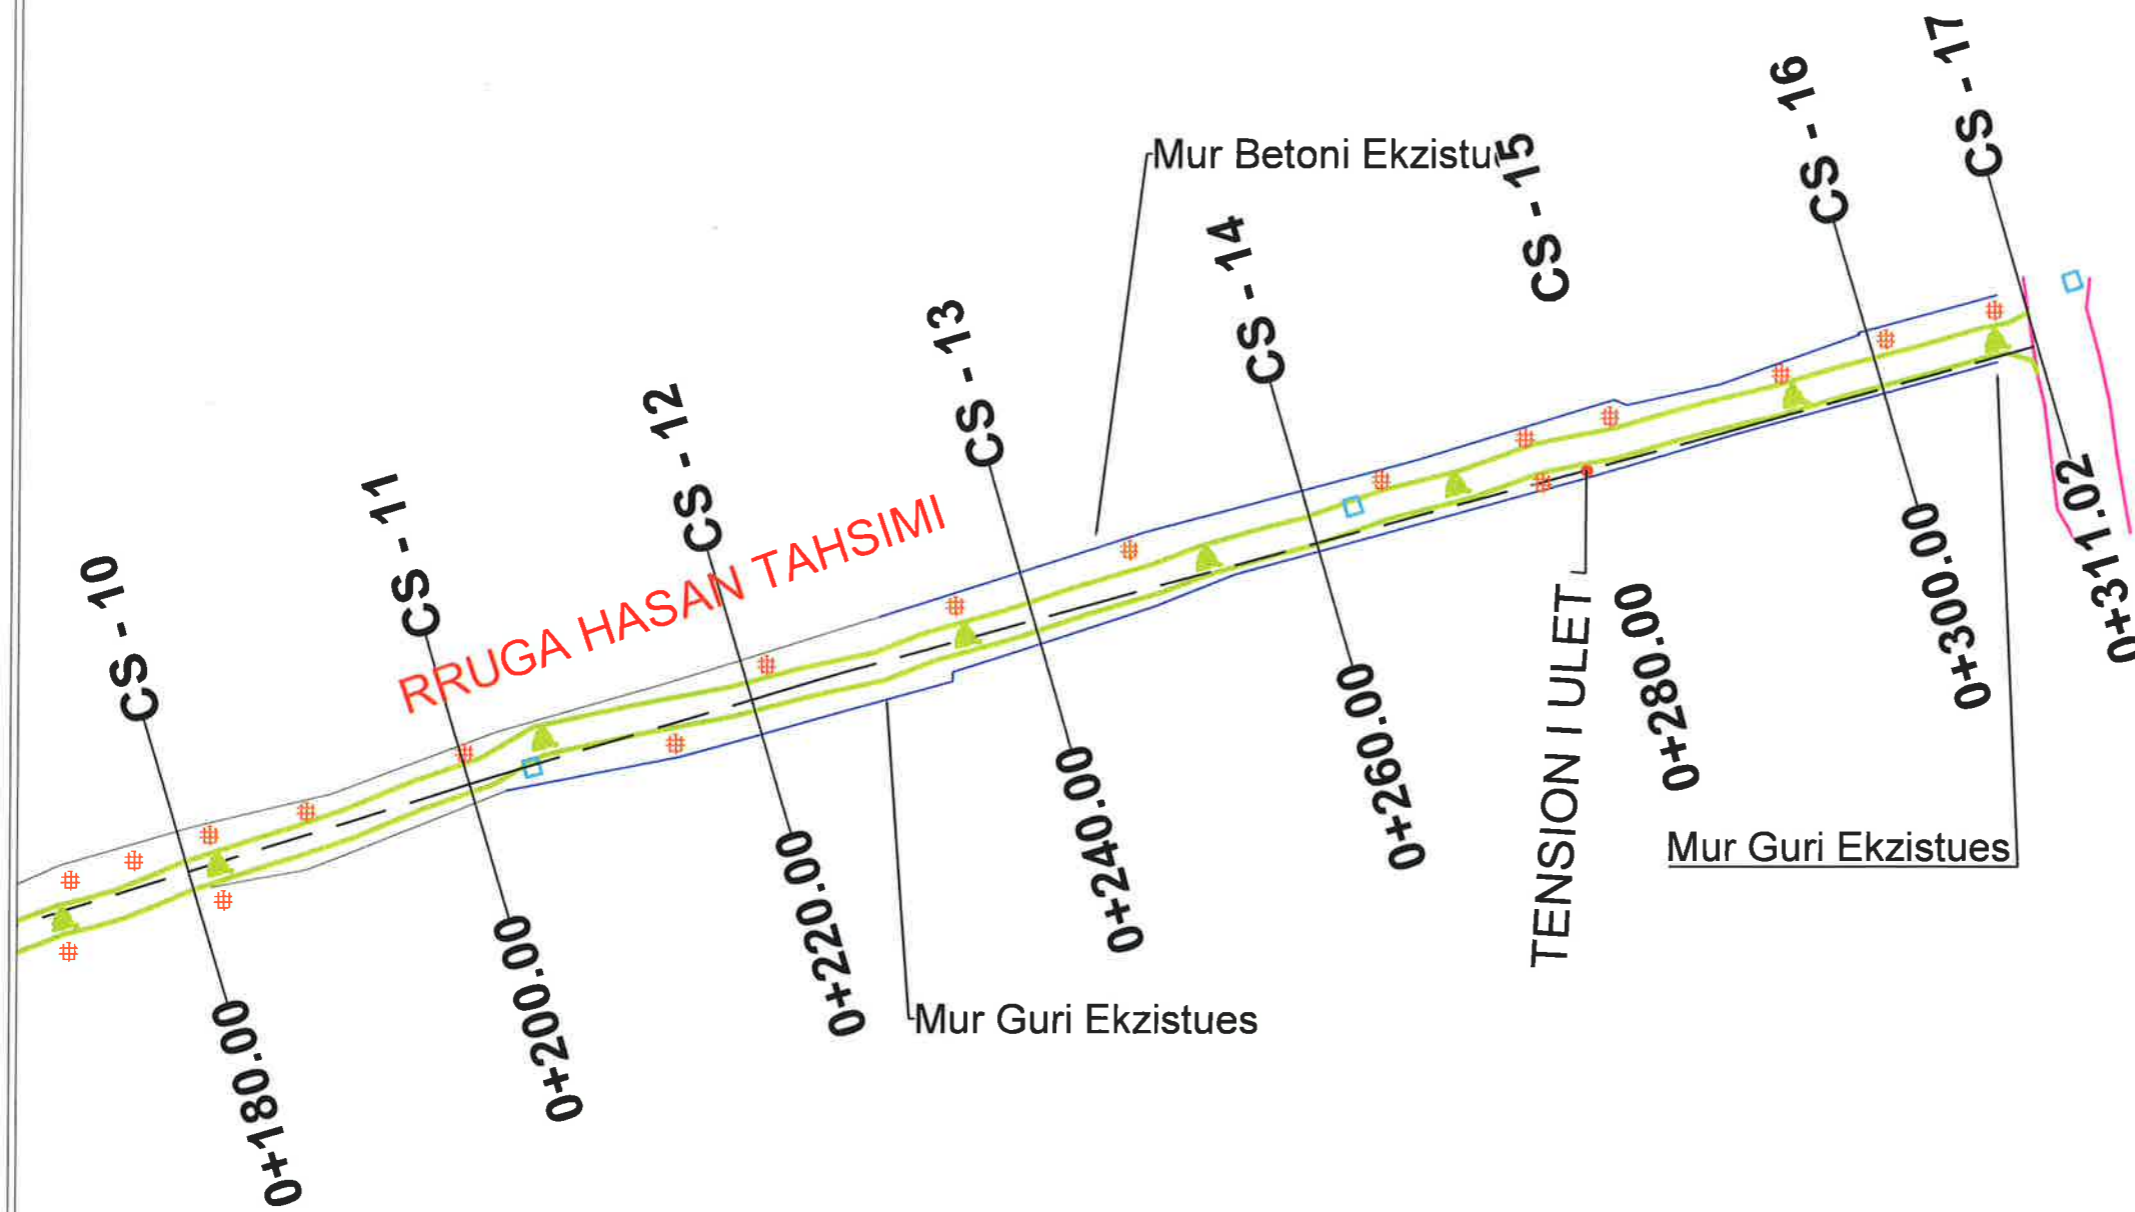 CS - 10
CS - 11
CS - 12
CS - 13
CS - 14
CS - 15
CS - 16
CS - 17
Mur Betoni Ekzistu
RRUGA HASAN TAHSIMI
0+180.00
0+200.00
0+220.00
0+240.00
0+260.00
0+280.00
0+300.00
0+311.02
TENSION I ULET
Mur Guri Ekzistues
Mur Guri Ekzistues